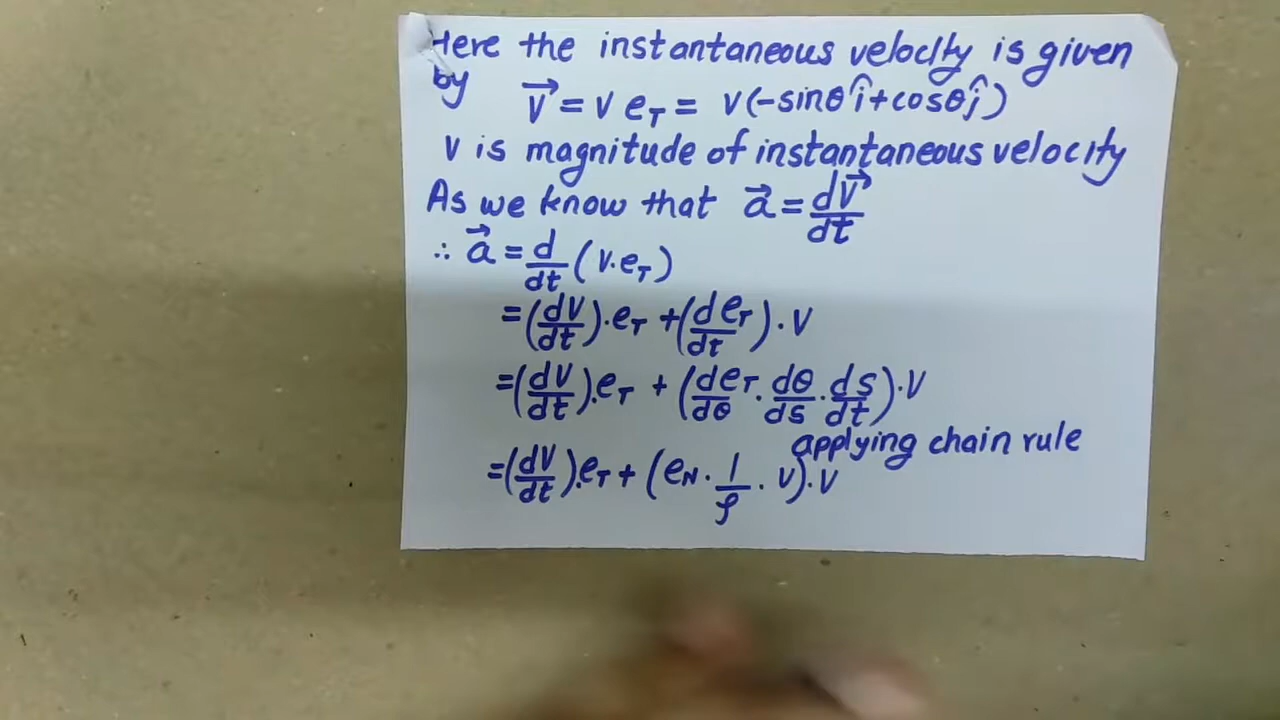 Here the instantaneous velocity is given
by v⃗ = v e_T = v(-sinθ î + cosθ ĵ)
v is magnitude of instantaneous velocity
As we know that a⃗ = dv⃗/dt
∴ a⃗ = d/dt (v.e_T)
= (dv/dt).e_T + (de_T/dt).v
= (dv/dt).e_T + (de_T/dθ . dθ/ds . ds/dt).v
applying chain rule
= (dv/dt).e_T + (e_N . 1/ρ . v).v